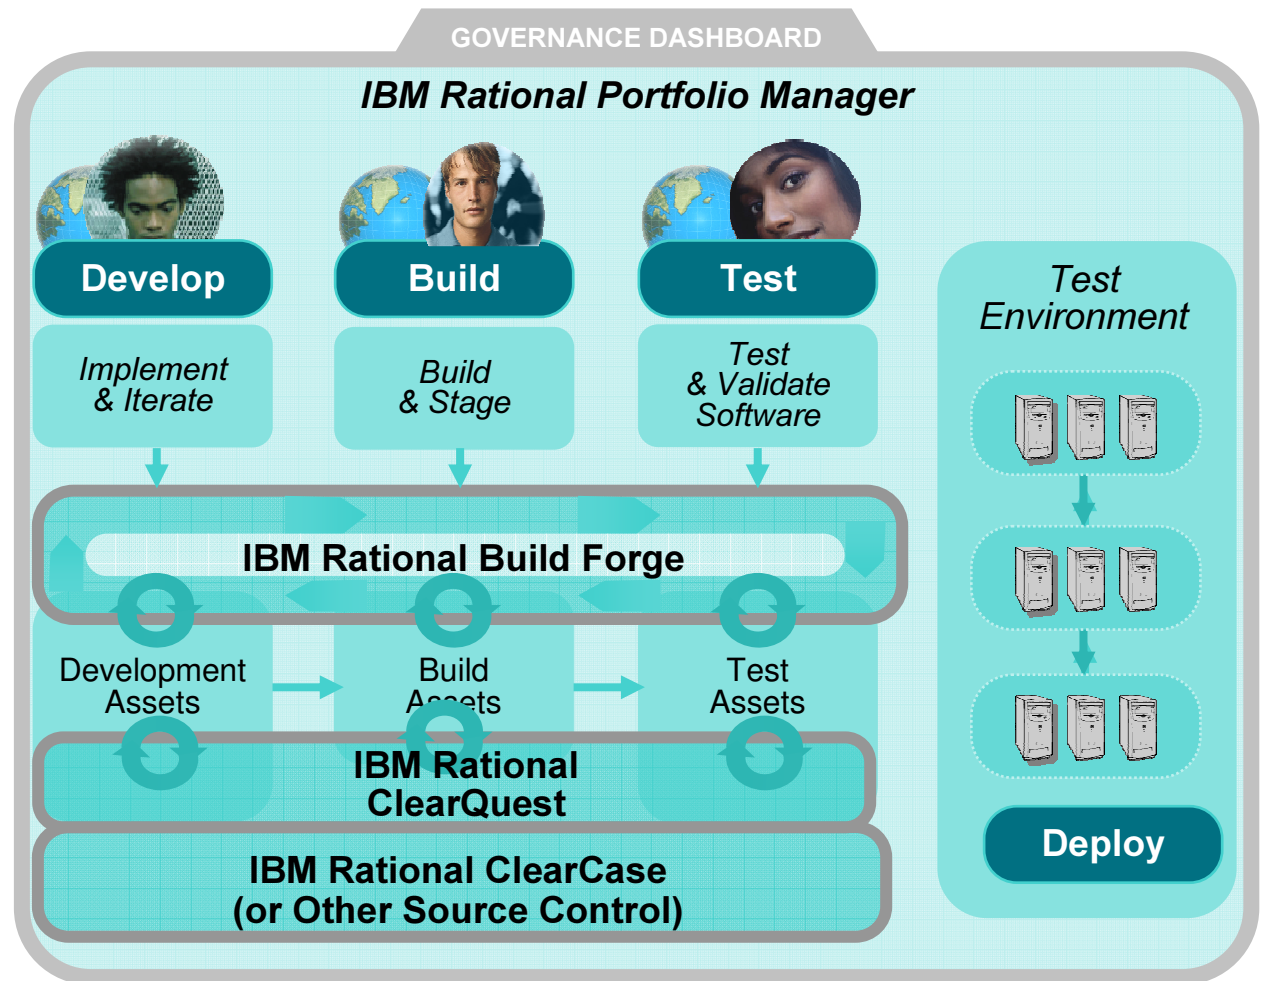 GOVERNANCE DASHBOARD
IBM Rational Portfolio Manager
Develop
Build
Test
Implement
& Iterate
Build
& Stage
Test
& Validate
Software
Test
Environment
IBM Rational Build Forge
Development
Assets
Build
Assets
Test
Assets
IBM Rational
ClearQuest
IBM Rational ClearCase
(or Other Source Control)
Deploy